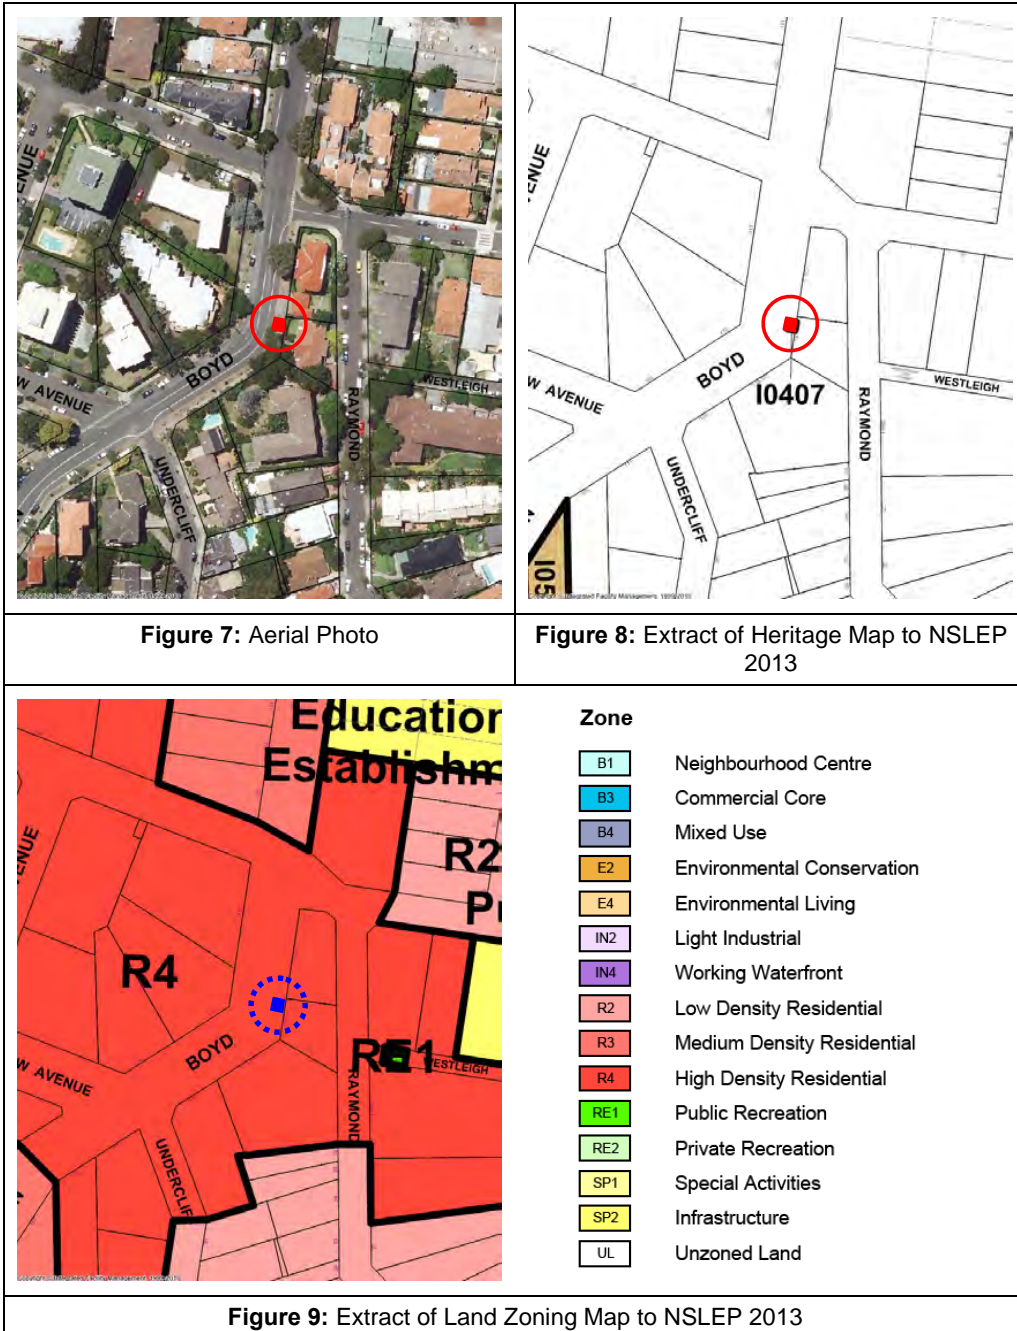 ENUE
W AVENUE
BOYD
UNDERCLIFF
RAYMOND
WESTLEIGH
ENUE
W AVENUE
BOYD
I0407
UNDERCLIFF
RAYMOND
WESTLEIGH
I05
Figure 7: Aerial Photo
Figure 8: Extract of Heritage Map to NSLEP
2013
Education
Establishm
R2
R4
RE1
ENUE
W AVENUE
BOYD
UNDERCLIFF
RAYMOND
WESTLEIGH
Zone
B1 Neighbourhood Centre
B3 Commercial Core
B4 Mixed Use
E2 Environmental Conservation
E4 Environmental Living
IN2 Light Industrial
IN4 Working Waterfront
R2 Low Density Residential
R3 Medium Density Residential
R4 High Density Residential
RE1 Public Recreation
RE2 Private Recreation
SP1 Special Activities
SP2 Infrastructure
UL Unzoned Land
Figure 9: Extract of Land Zoning Map to NSLEP 2013